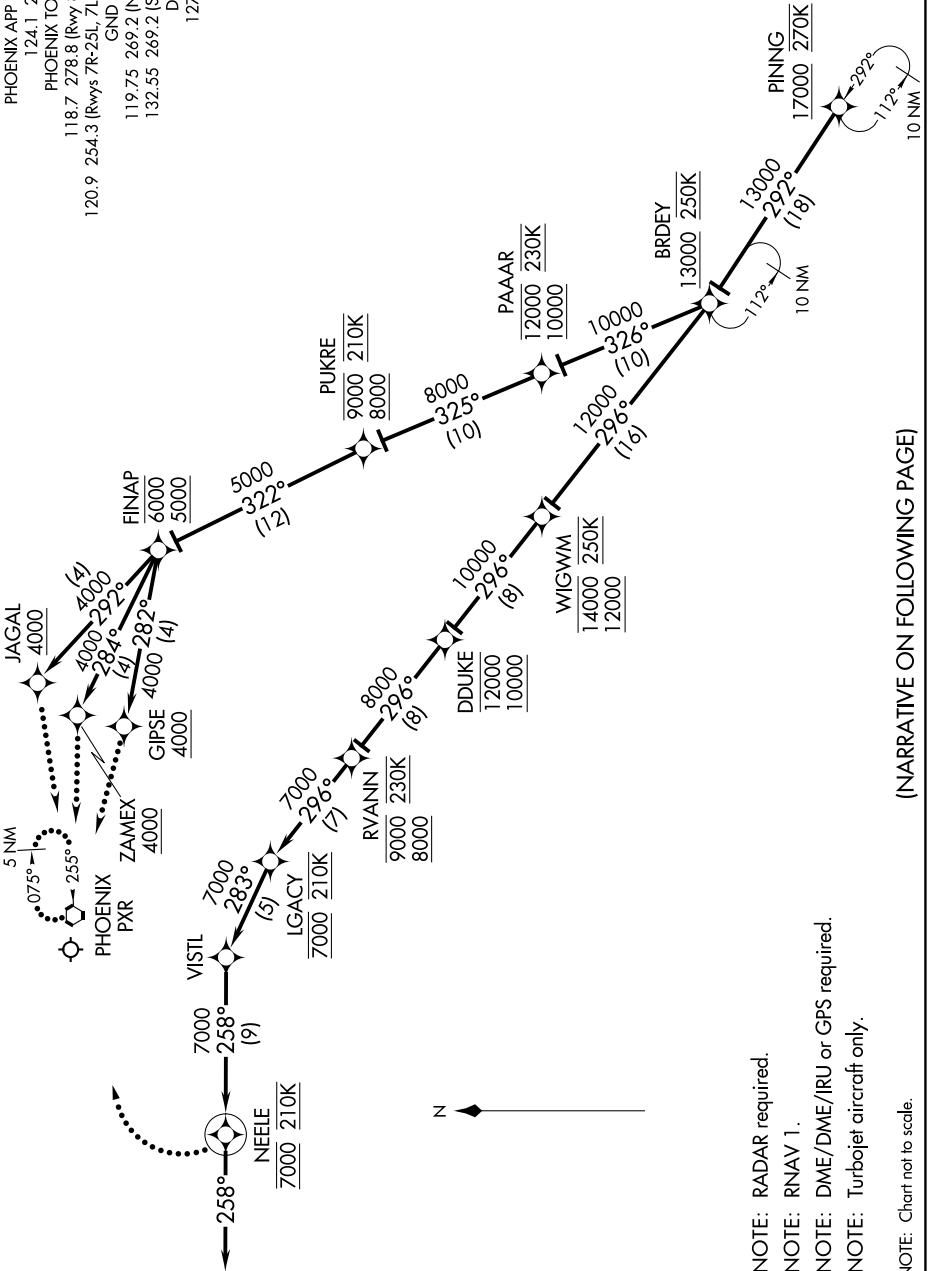 PHOENIX APP
124.1 2
PHOENIX TO
118.7 278.8 (Rwy 8
120.9 254.3 (Rwys 7R-25L, 7L
GND
119.75 269.2 (N
132.55 269.2 (S
D
127
5 NM
075°
255°
PHOENIX
PXR
JAGAL
4000
ZAMEX
4000
GIPSE
4000
(4)
4000
292°
4000
284°
(4)
4000
282°
(4)
FINAP
6000
5000
5000
322°
(12)
PUKRE
9000 210K
8000
8000
325°
(10)
PAAAR
12000 230K
10000
10000
326°
(10)
BRDEY
13000 250K
112°
10 NM
13000
292°
(18)
PINNG
17000 270K
292°
112°
10 NM
12000
296°
(16)
WIGWM
14000 250K
12000
10000
296°
(8)
DDUKE
12000
10000
8000
296°
(8)
RVANN
9000 230K
8000
7000
296°
(7)
LGACY
7000 210K
7000
283°
(5)
VISTL
7000
258°
(9)
NEELE
7000 210K
258°
N
NOTE: RADAR required.
NOTE: RNAV 1.
NOTE: DME/DME/IRU or GPS required.
NOTE: Turbojet aircraft only.
NOTE: Chart not to scale.
(NARRATIVE ON FOLLOWING PAGE)